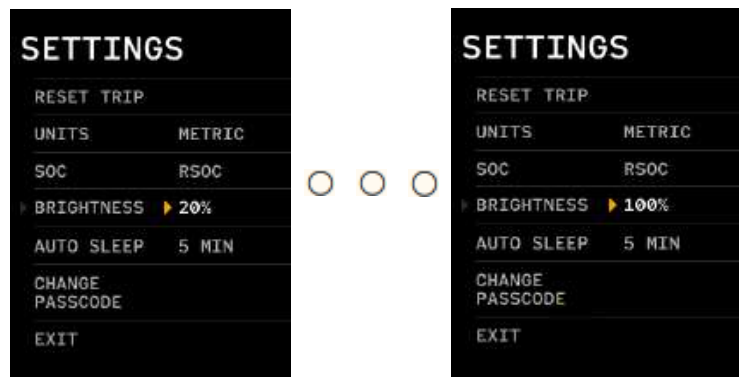 SETTINGS
RESET TRIP
UNITS METRIC
SOC RSOC
BRIGHTNESS 20%
AUTO SLEEP 5 MIN
CHANGE
PASSCODE
EXIT
SETTINGS
RESET TRIP
UNITS METRIC
SOC RSOC
BRIGHTNESS 100%
AUTO SLEEP 5 MIN
CHANGE
PASSCODE
EXIT